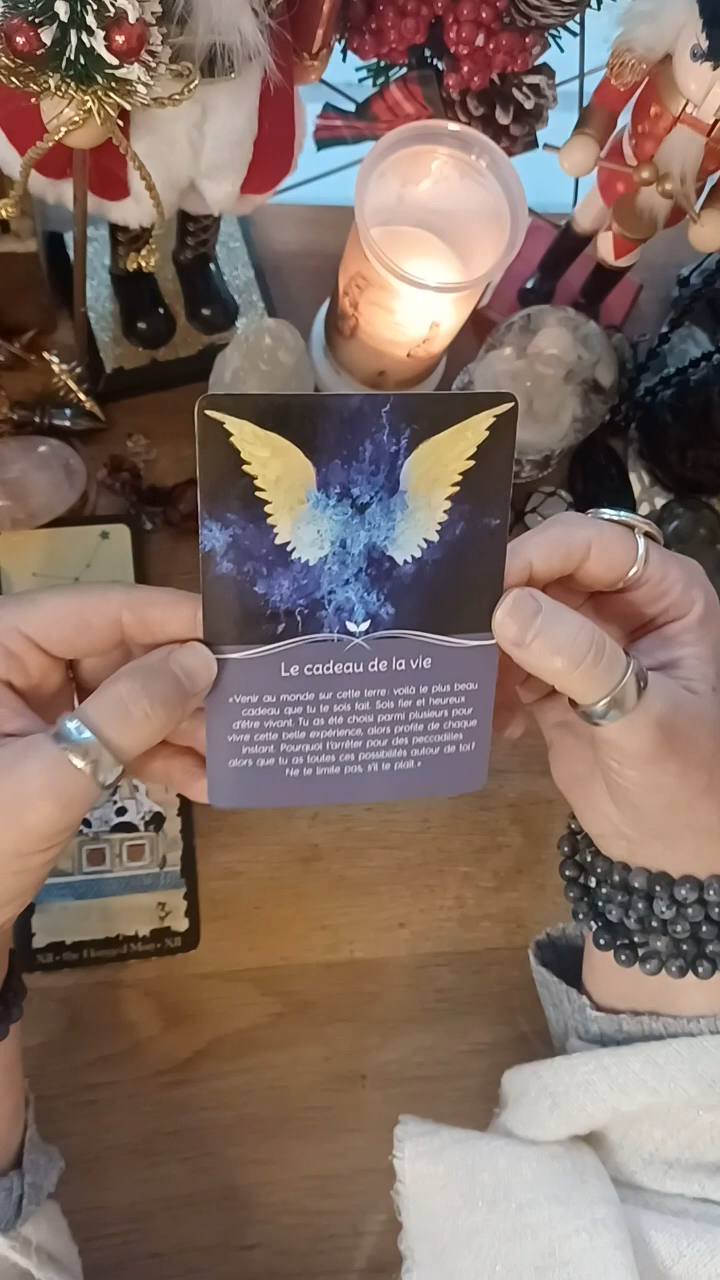 Le cadeau de la vie
«Venir au monde sur cette terre: voilà le plus beau
cadeau que tu te sois fait. Sois fier et heureux
d'être vivant. Tu as été choisi parmi plusieurs pour
vivre cette belle expérience, alors profite de chaque
instant. Pourquoi t'arrêter pour des peccadilles
alors que tu as toutes ces possibilités autour de toi?
Ne te limite pas, s'il te plaît.»
XII • the Hanged Man • XII